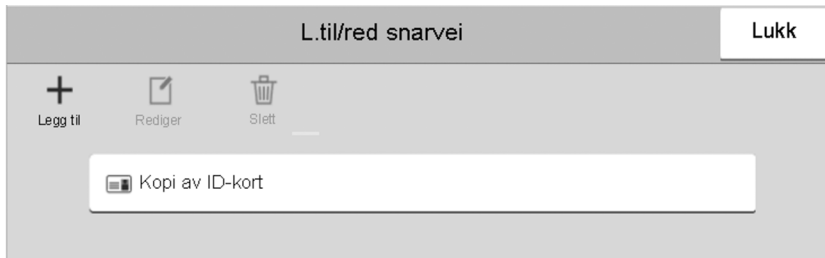 L.til/red snarvei
Lukk
Legg til
Rediger
Slett
Kopi av ID-kort